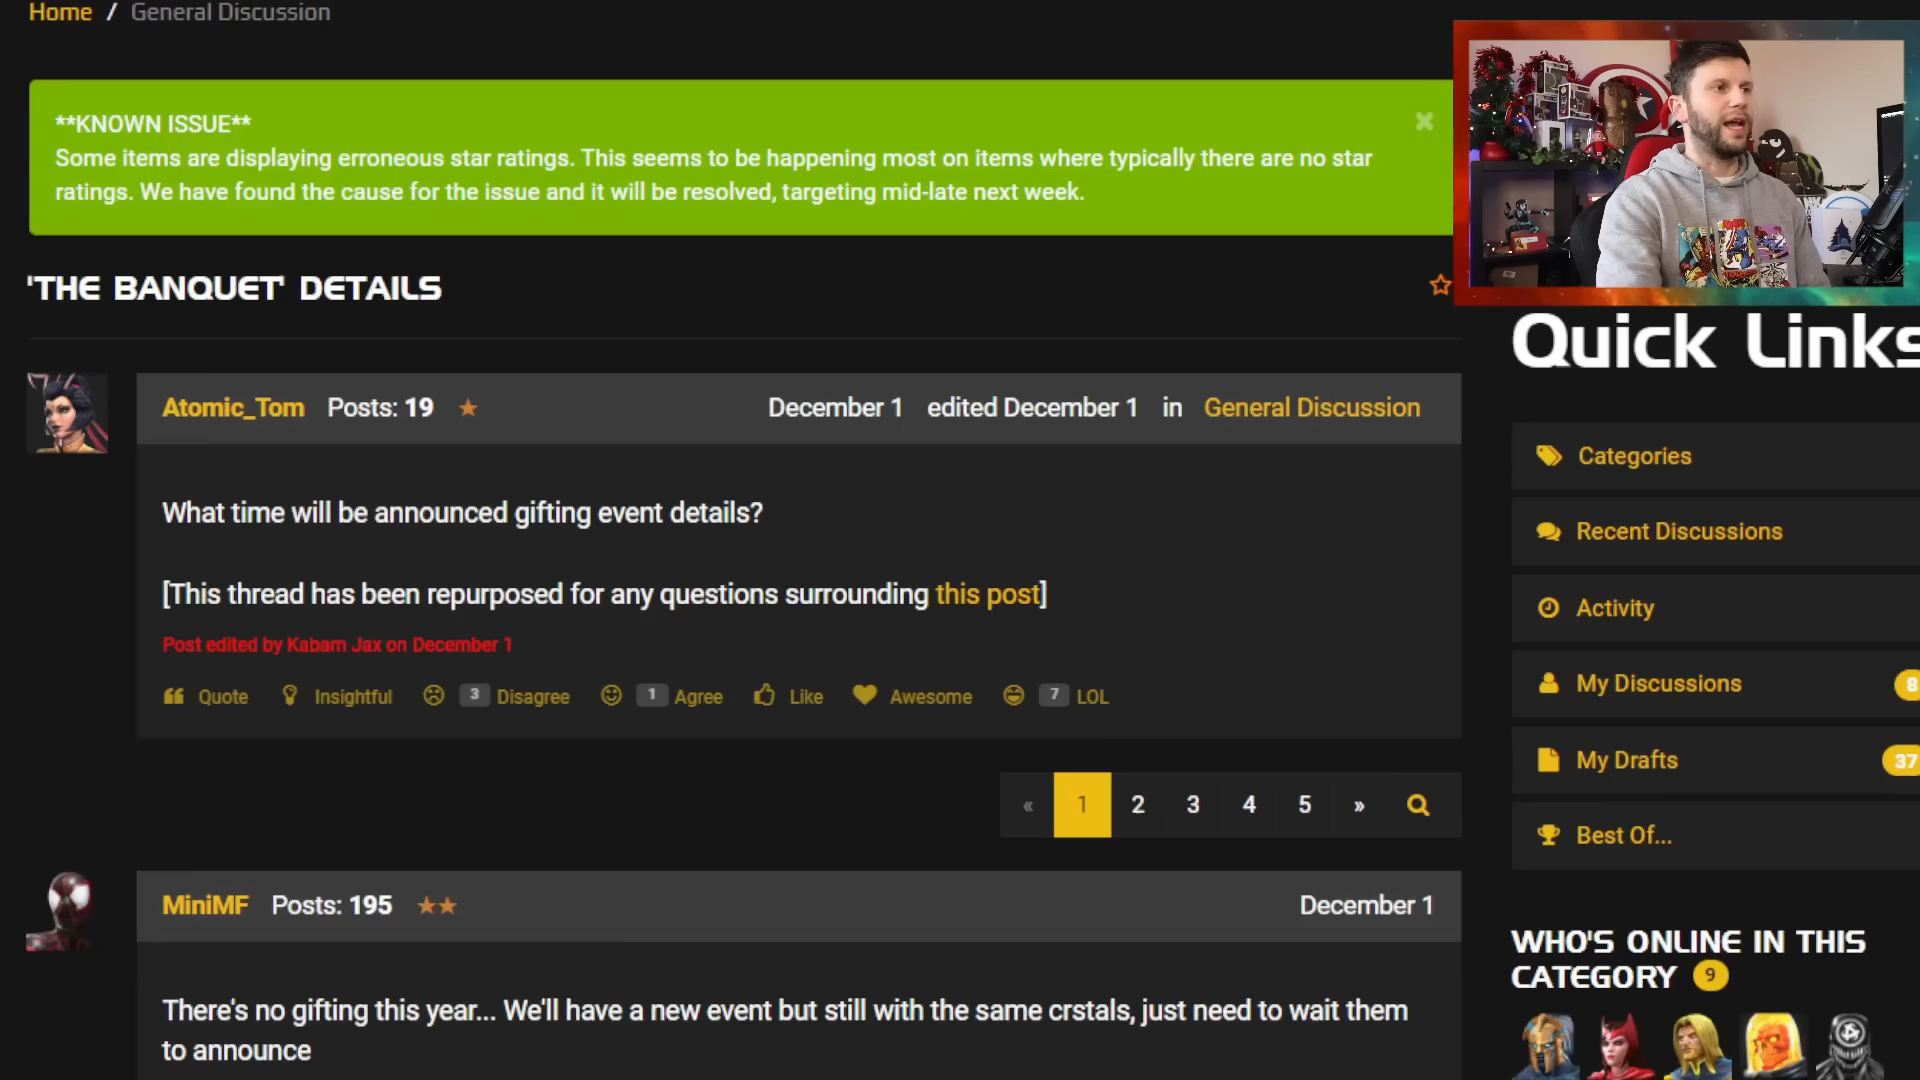 Home / General Discussion
**KNOWN ISSUE**
Some items are displaying erroneous star ratings. This seems to be happening most on items where typically there are no star
ratings. We have found the cause for the issue and it will be resolved, targeting mid-late next week.
'THE BANQUET' DETAILS
Atomic_Tom Posts: 19 December 1 edited December 1 in General Discussion
What time will be announced gifting event details?
[This thread has been repurposed for any questions surrounding this post]
Post edited by Kabam Jax on December 1
Quote Insightful 3 Disagree 1 Agree Like Awesome 7 LOL
« 1 2 3 4 5 »
MiniMF Posts: 195 December 1
There's no gifting this year... We'll have a new event but still with the same crstals, just need to wait them
to announce
Quick Links
Categories
Recent Discussions
Activity
My Discussions 8
My Drafts 37
Best Of...
WHO'S ONLINE IN THIS
CATEGORY 9